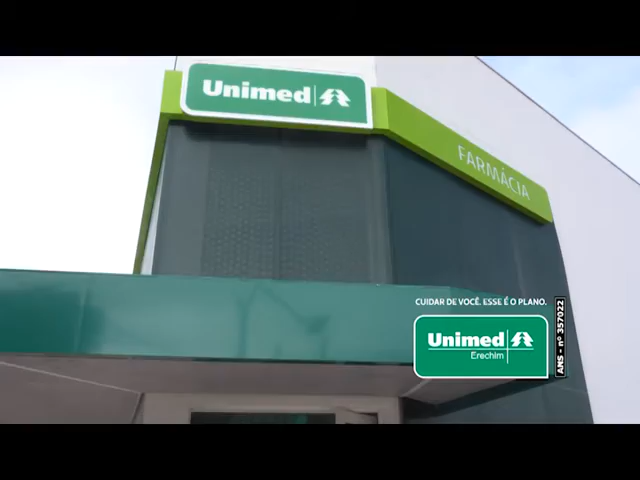 Unimed
FARMÁCIA
CUIDAR DE VOCÊ. ESSE É O PLANO.
Unimed
Erechim
ANS - nº 357022